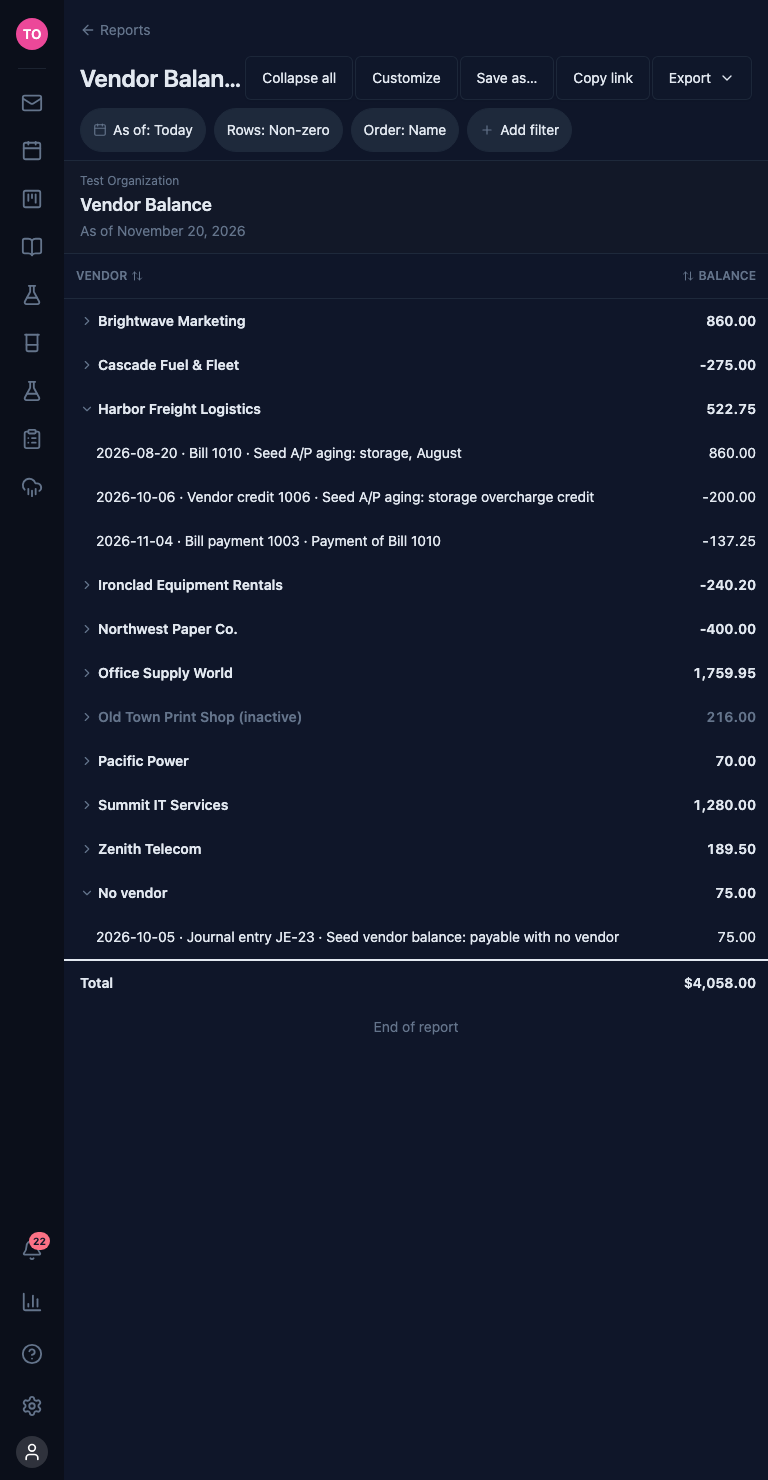 TO
Reports
Vendor Balan... Collapse all Customize Save as... Copy link Export
As of: Today Rows: Non-zero Order: Name Add filter
Test Organization
Vendor Balance
As of November 20, 2026
VENDOR BALANCE
Brightwave Marketing 860.00
Cascade Fuel & Fleet -275.00
Harbor Freight Logistics 522.75
2026-08-20 · Bill 1010 · Seed A/P aging: storage, August 860.00
2026-10-06 · Vendor credit 1006 · Seed A/P aging: storage overcharge credit -200.00
2026-11-04 · Bill payment 1003 · Payment of Bill 1010 -137.25
Ironclad Equipment Rentals -240.20
Northwest Paper Co. -400.00
Office Supply World 1,759.95
Old Town Print Shop (inactive) 216.00
Pacific Power 70.00
Summit IT Services 1,280.00
Zenith Telecom 189.50
No vendor 75.00
2026-10-05 · Journal entry JE-23 · Seed vendor balance: payable with no vendor 75.00
Total $4,058.00
End of report
22